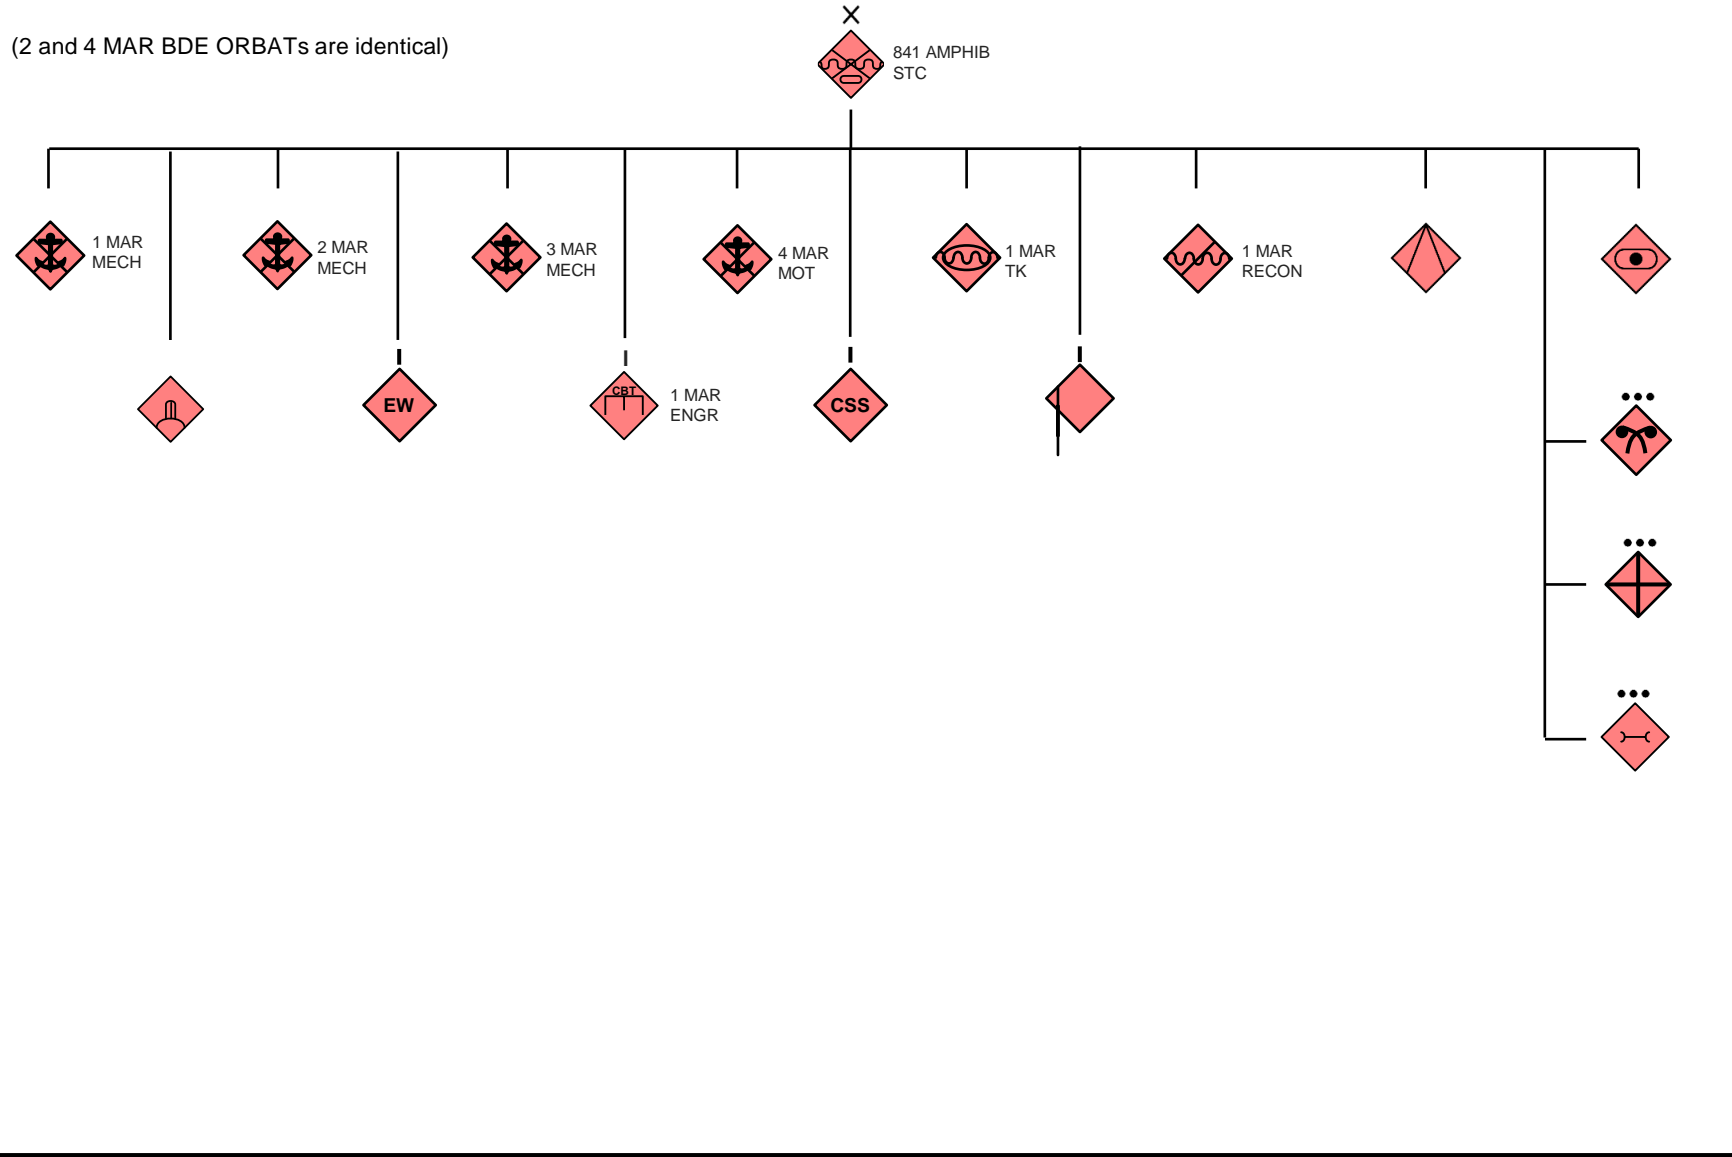 (2 and 4 MAR BDE ORBATs are identical)
841 AMPHIB
STC
1 MAR
MECH
2 MAR
MECH
3 MAR
MECH
4 MAR
MOT
1 MAR
TK
1 MAR
RECON
EW
CBT
1 MAR
ENGR
CSS